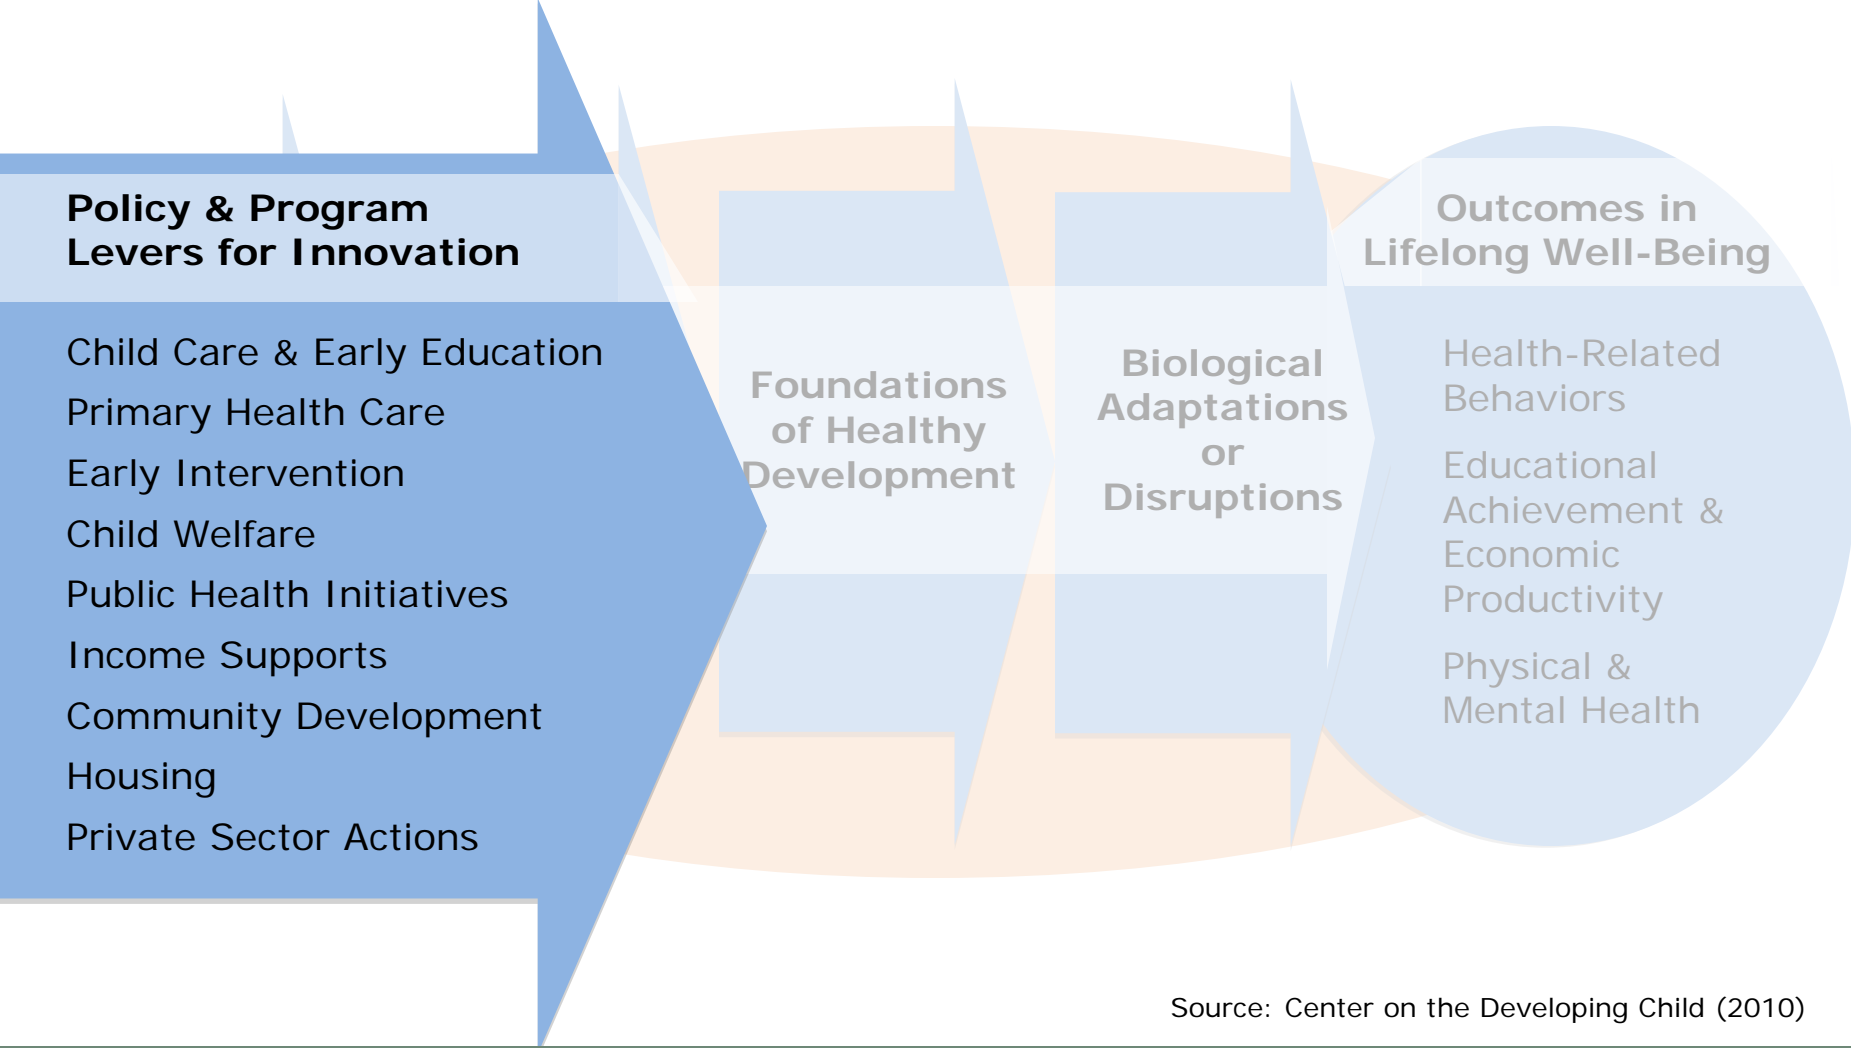 Policy & Program
Levers for Innovation
Child Care & Early Education
Primary Health Care
Early Intervention
Child Welfare
Public Health Initiatives
Income Supports
Community Development
Housing
Private Sector Actions
Foundations
of Healthy
Development
Biological
Adaptations
or
Disruptions
Outcomes in
Lifelong Well-Being
Health-Related
Behaviors
Educational
Achievement &
Economic
Productivity
Physical &
Mental Health
Source: Center on the Developing Child (2010)